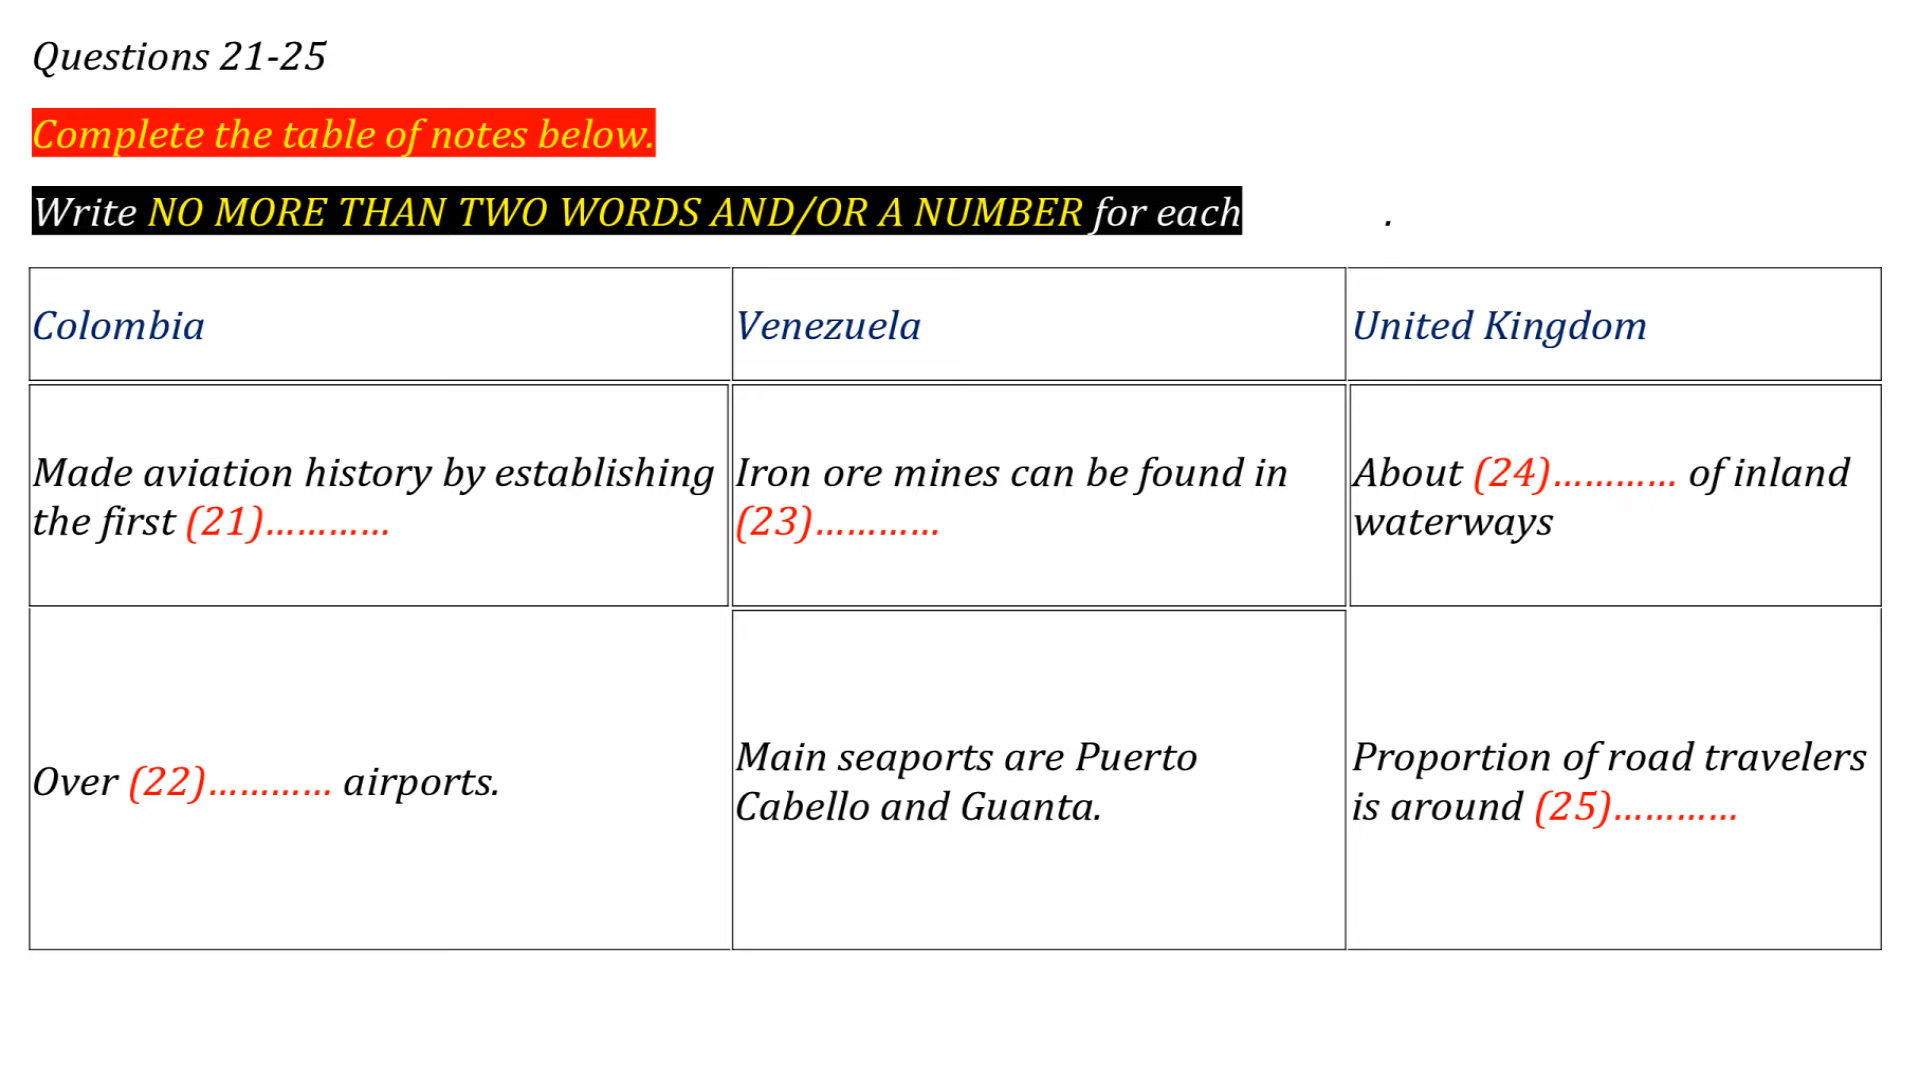 Questions 21-25
Complete the table of notes below.
Write NO MORE THAN TWO WORDS AND/OR A NUMBER for each .
Colombia
Venezuela
United Kingdom
Made aviation history by establishing
the first (21)............
Iron ore mines can be found in
(23)............
About (24)............ of inland
waterways
Over (22)............ airports.
Main seaports are Puerto
Cabello and Guanta.
Proportion of road travelers
is around (25)............